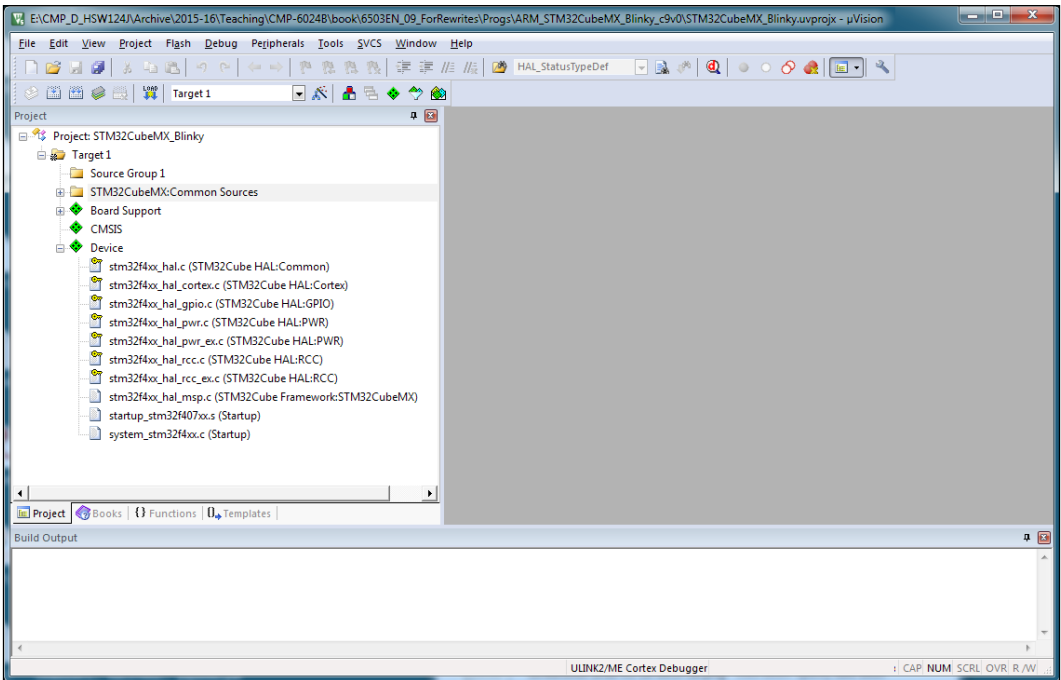 E:\CMP_D_HSW124J\Archive\2015-16\Teaching\CMP-6024B\book\6503EN_09_ForRewrites\Progs\ARM_STM32CubeMX_Blinky_c9v0\STM32CubeMX_Blinky.uvprojx - µVision
File Edit View Project Flash Debug Peripherals Tools SVCS Window Help
HAL_StatusTypeDef
LOAD Target 1
Project
Project: STM32CubeMX_Blinky
Target 1
Source Group 1
STM32CubeMX:Common Sources
Board Support
CMSIS
Device
stm32f4xx_hal.c (STM32Cube HAL:Common)
stm32f4xx_hal_cortex.c (STM32Cube HAL:Cortex)
stm32f4xx_hal_gpio.c (STM32Cube HAL:GPIO)
stm32f4xx_hal_pwr.c (STM32Cube HAL:PWR)
stm32f4xx_hal_pwr_ex.c (STM32Cube HAL:PWR)
stm32f4xx_hal_rcc.c (STM32Cube HAL:RCC)
stm32f4xx_hal_rcc_ex.c (STM32Cube HAL:RCC)
stm32f4xx_hal_msp.c (STM32Cube Framework:STM32CubeMX)
startup_stm32f407xx.s (Startup)
system_stm32f4xx.c (Startup)
Project Books {} Functions 0 Templates
Build Output
ULINK2/ME Cortex Debugger CAP NUM SCRL OVR R/W